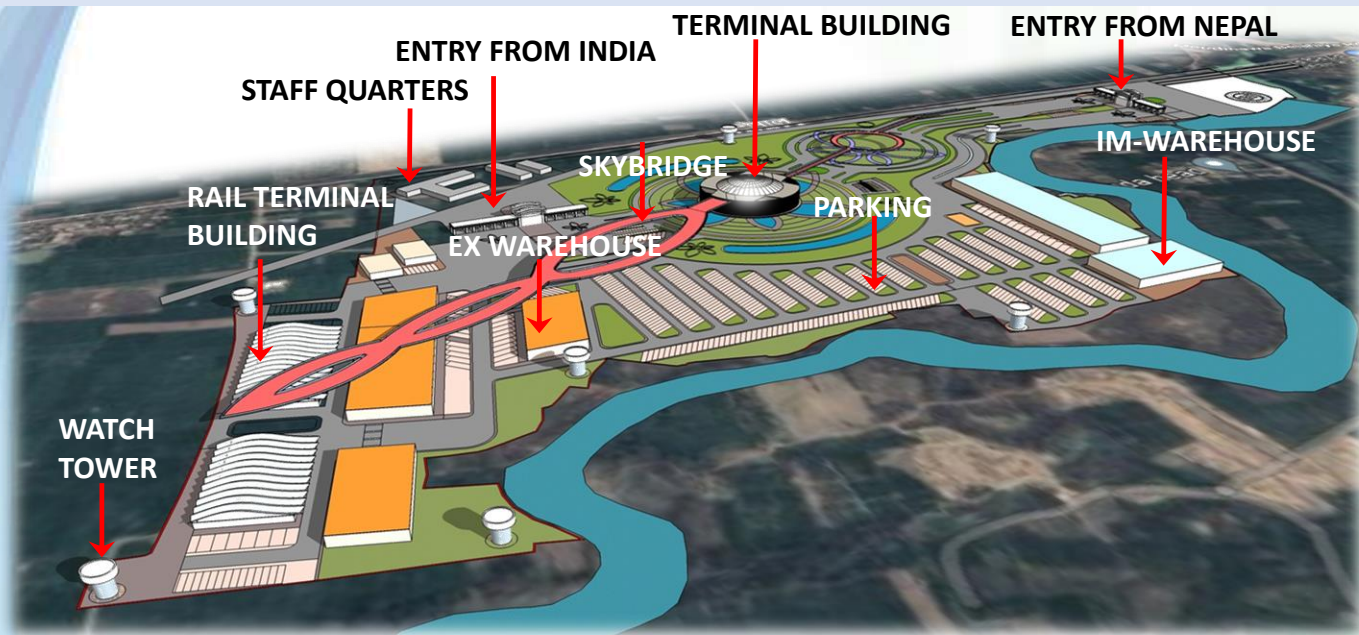 TERMINAL BUILDING
ENTRY FROM NEPAL
ENTRY FROM INDIA
STAFF QUARTERS
IM-WAREHOUSE
SKYBRIDGE
RAIL TERMINAL
BUILDING
PARKING
EX WAREHOUSE
WATCH
TOWER